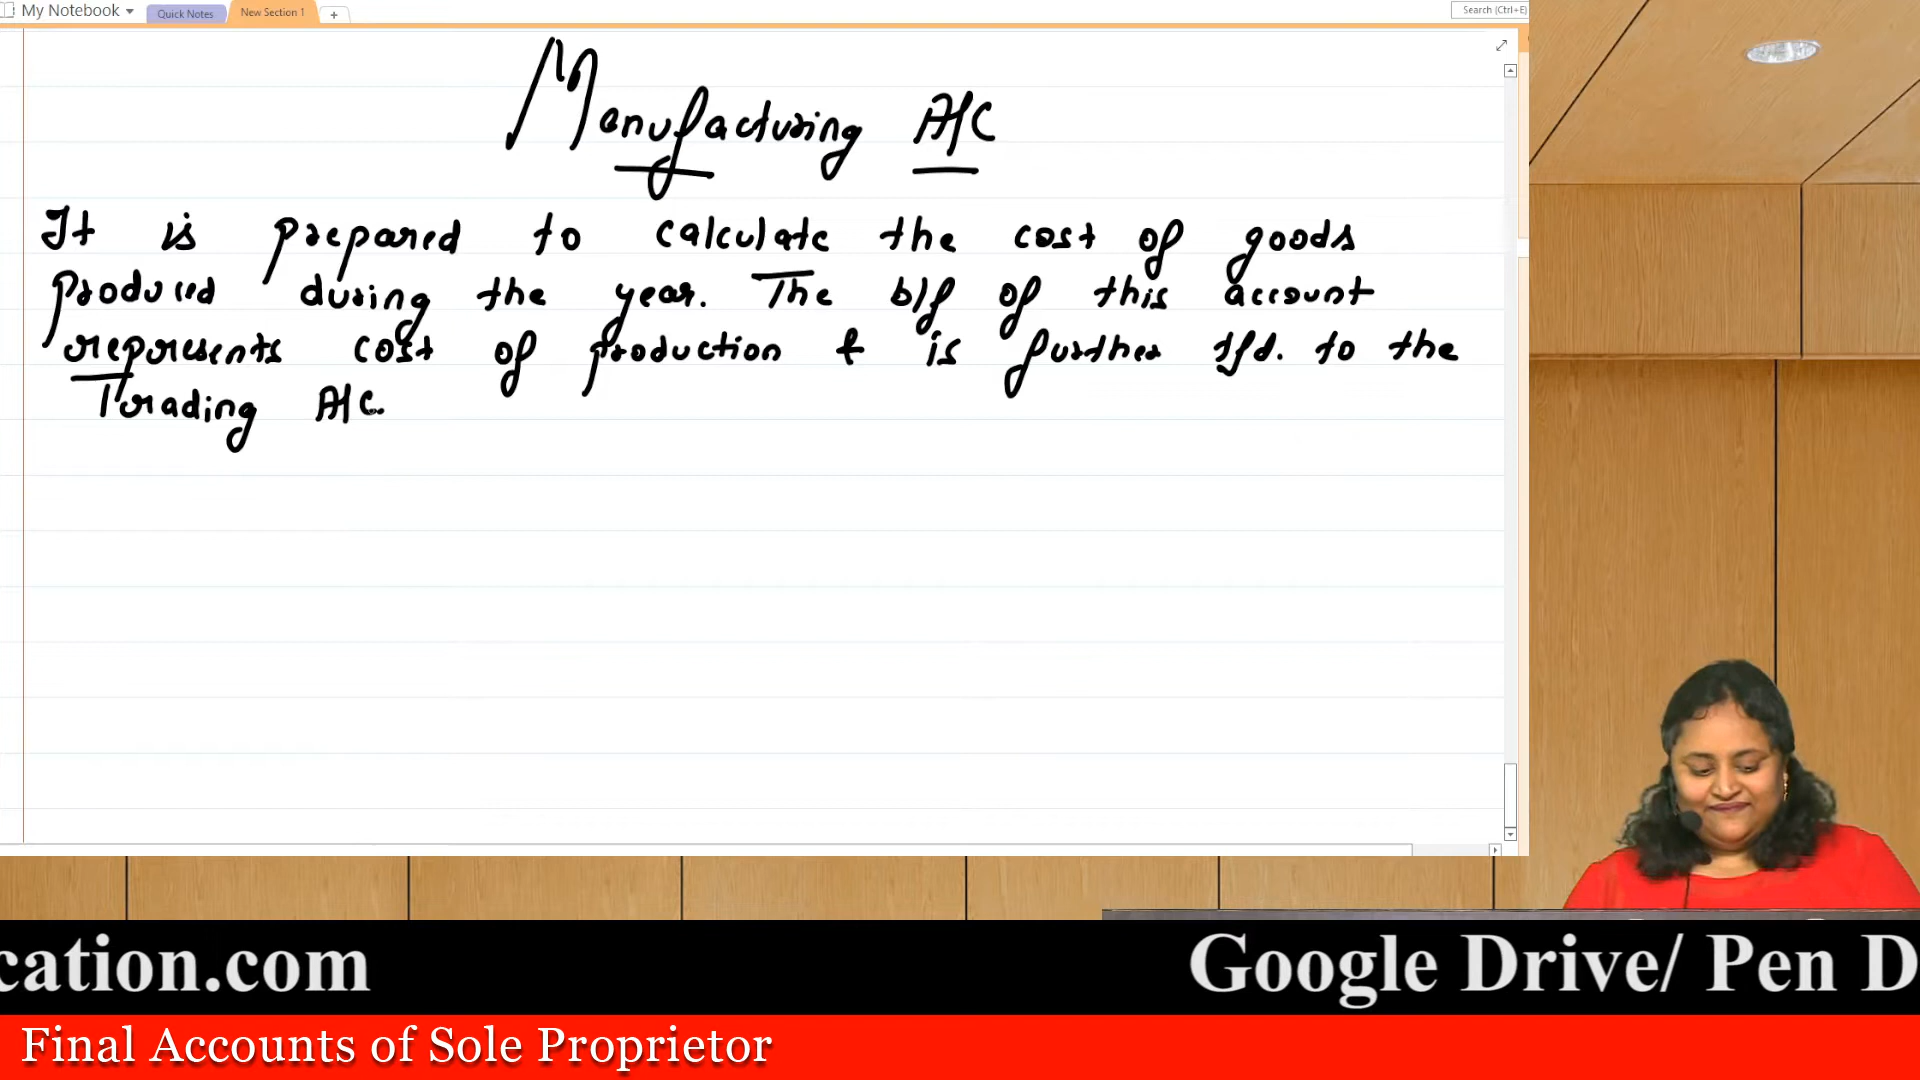 My Notebook
Quick Notes
New Section 1
+
Search (Ctrl+E)
Manufacturing A/C
It is prepared to calculate the cost of goods
produced during the year. The b/f of this account
represents cost of production & is further tfd. to the
Trading A/C.
cation.com
Google Drive/ Pen D
Final Accounts of Sole Proprietor